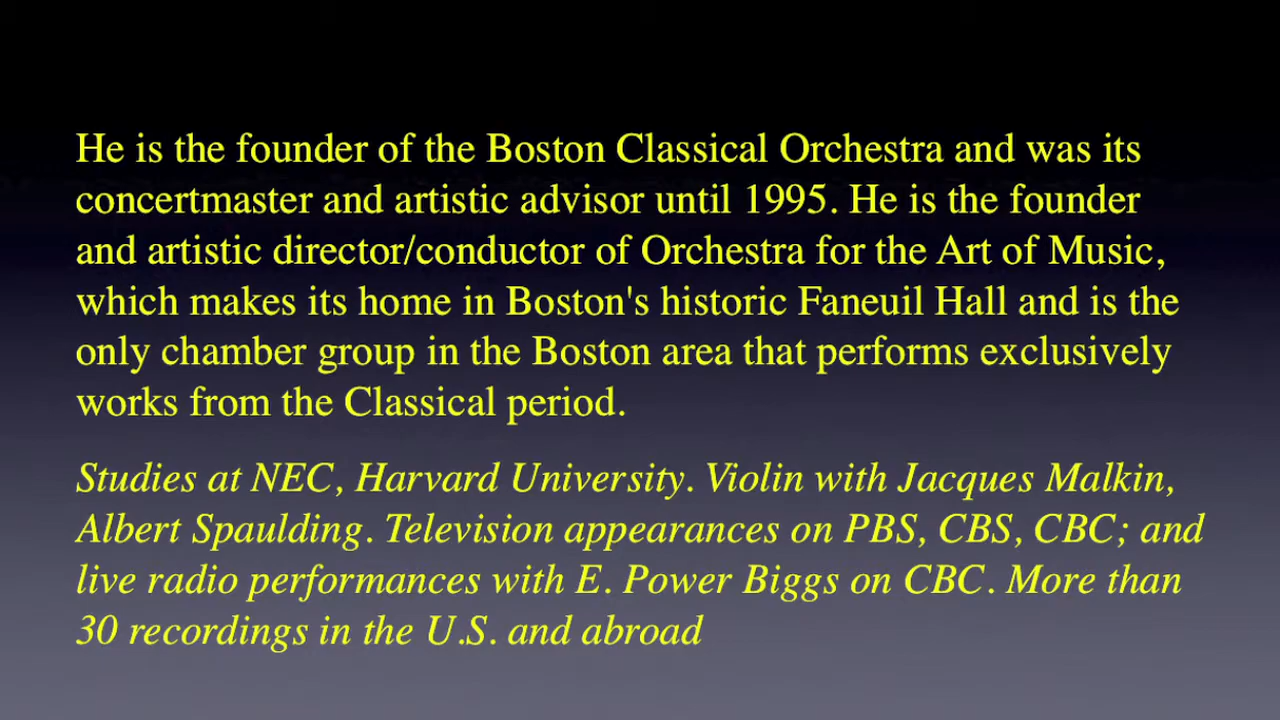 He is the founder of the Boston Classical Orchestra and was its
concertmaster and artistic advisor until 1995. He is the founder
and artistic director/conductor of Orchestra for the Art of Music,
which makes its home in Boston's historic Faneuil Hall and is the
only chamber group in the Boston area that performs exclusively
works from the Classical period.
Studies at NEC, Harvard University. Violin with Jacques Malkin,
Albert Spaulding. Television appearances on PBS, CBS, CBC; and
live radio performances with E. Power Biggs on CBC. More than
30 recordings in the U.S. and abroad